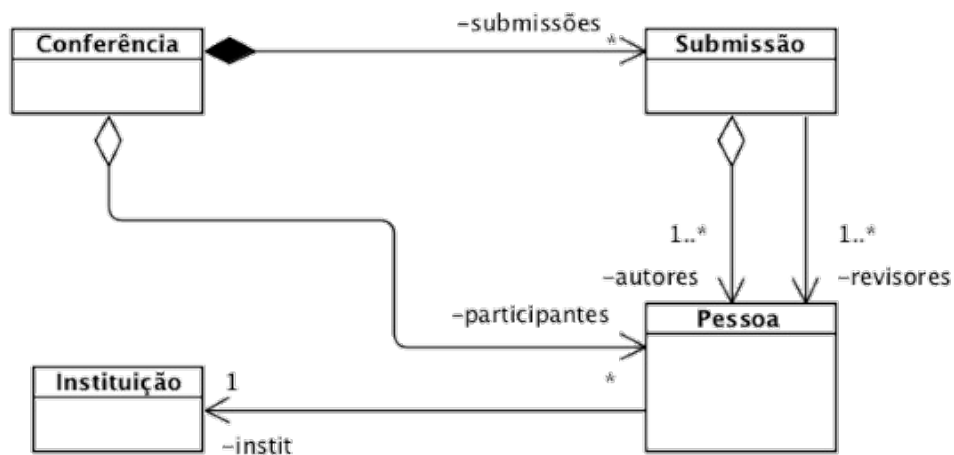 Conferência
-submissões
*
Submissão
1..*
-autores
1..*
-revisores
-participantes
*
Pessoa
Instituição
1
-instit